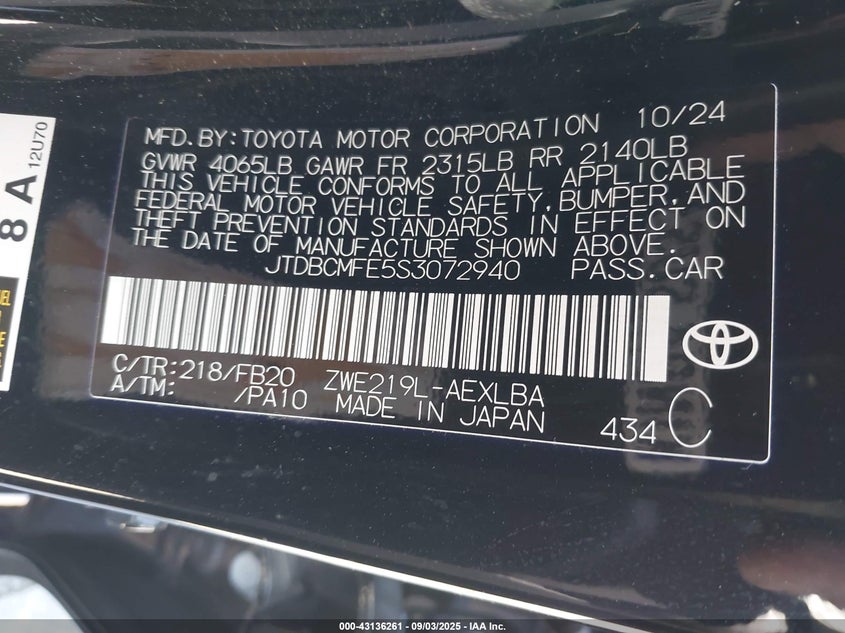 8 A
12U70
MFD.BY:TOYOTA MOTOR CORPORATION 10/24
GVWR 4065LB GAWR FR 2315LB RR 2140LB
THIS VEHICLE CONFORMS TO ALL APPLICABLE
FEDERAL MOTOR VEHICLE SAFETY,BUMPER,AND
THEFT PREVENTION STANDARDS IN EFFECT ON
THE DATE OF MANUFACTURE SHOWN ABOVE.
JTDBCMFE5S3072940 PASS.CAR
C/TR:218/FB20 ZWE219L-AEXLBA
A/TM: /PA10 MADE IN JAPAN
434 C
000-43136261 - 09/03/2025 - IAA Inc.